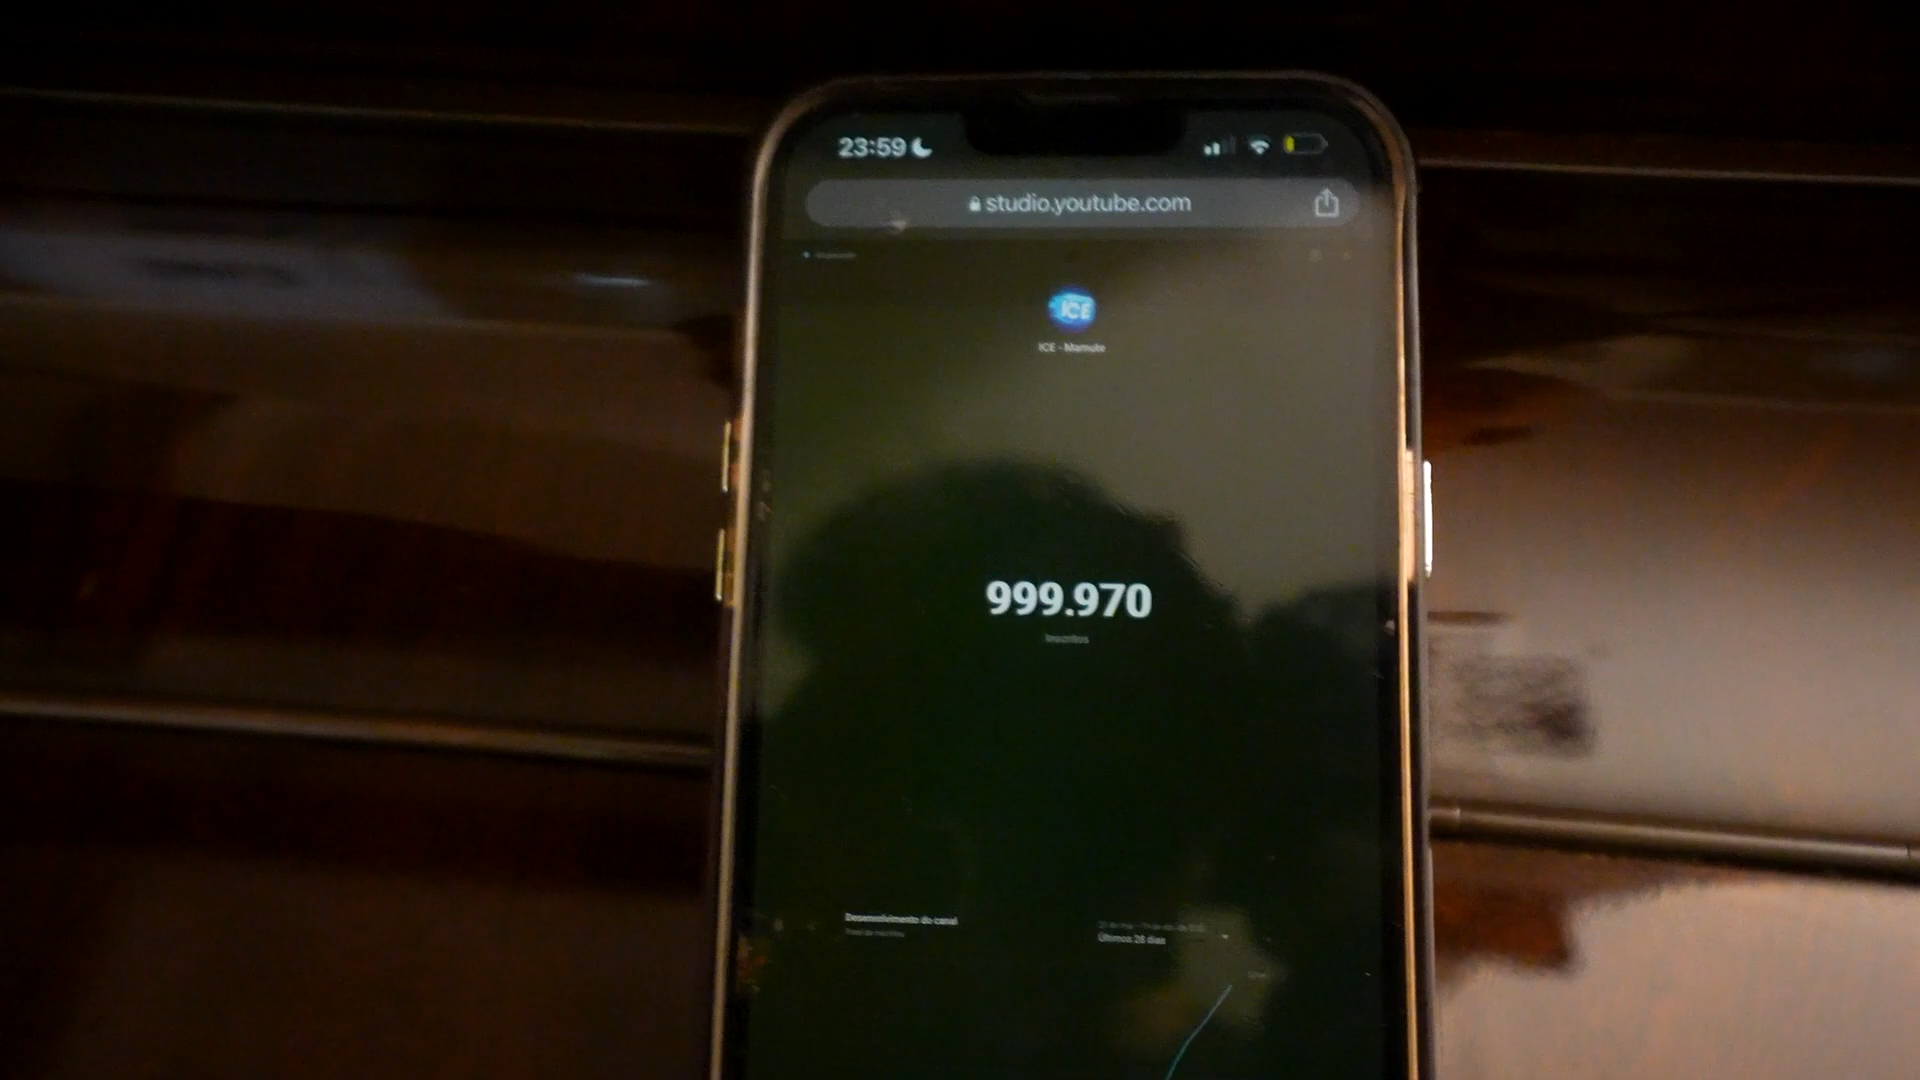 23:59
studio.youtube.com
ICE
ICE - Mamute
999.970
Inscritos
Desenvolvimento do canal
Últimos 28 dias